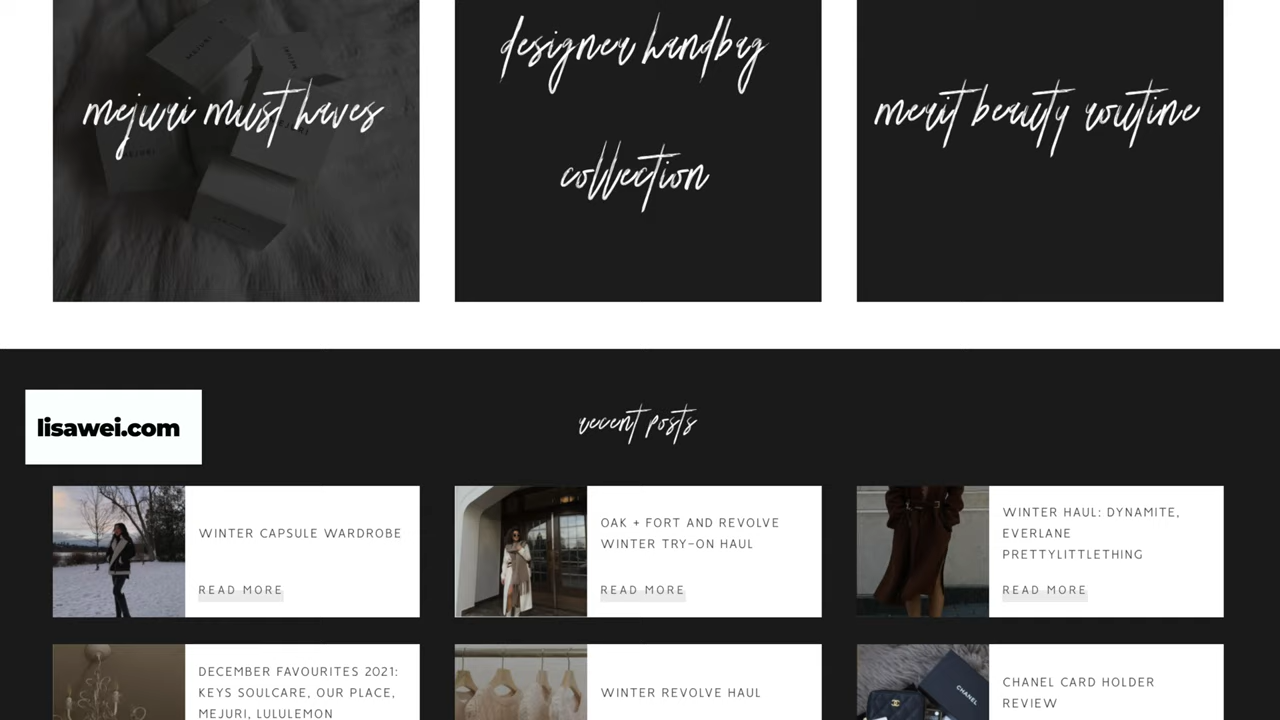 mejuri must haves
designer handbag
collection
merit beauty routine
lisawei.com
recent posts
WINTER CAPSULE WARDROBE
READ MORE
OAK + FORT AND REVOLVE
WINTER TRY-ON HAUL
READ MORE
WINTER HAUL: DYNAMITE,
EVERLANE
PRETTYLITTLETHING
READ MORE
DECEMBER FAVOURITES 2021:
KEYS SOULCARE, OUR PLACE,
MEJURI, LULULEMON
WINTER REVOLVE HAUL
CHANEL CARD HOLDER
REVIEW
CHANEL
MEJURI